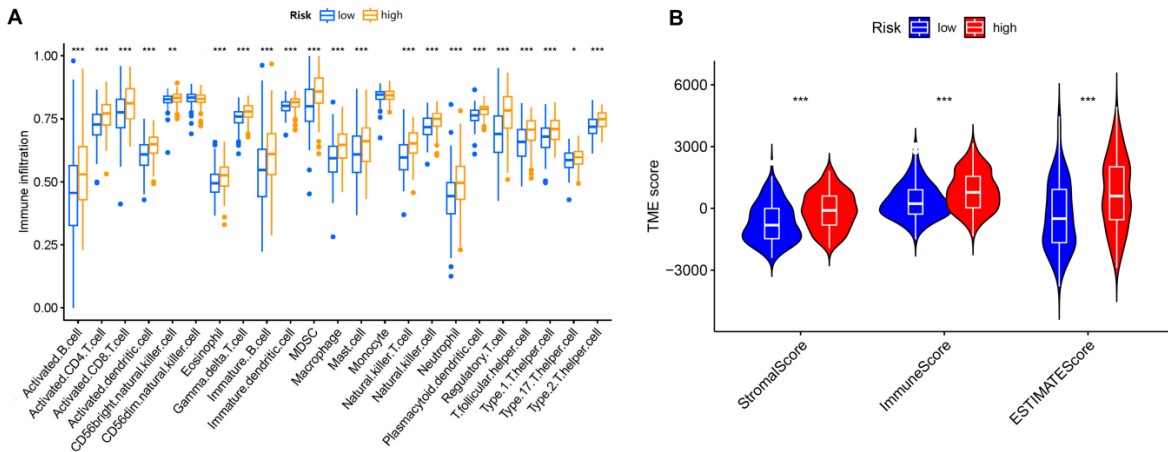 A
Risk low high
*** *** *** *** ** *** *** *** *** *** *** *** *** *** *** *** *** *** *** * ***
Immune infiltration
1.00
0.75
0.50
0.25
0.00
Activated.B.cell
Activated.CD4.T.cell
Activated.CD8.T.cell
Activated.dendritic.cell
CD56bright.natural.killer.cell
CD56dim.natural.killer.cell
Eosinophil
Gamma.delta.T.cell
Immature..B.cell
Immature.dendritic.cell
MDSC
Macrophage
Mast.cell
Monocyte
Natural.killer.T.cell
Natural.killer.cell
Neutrophil
Plasmacytoid.dendritic.cell
Regulatory.T.cell
T.follicular.helper.cell
Type.1.T.helper.cell
Type.17.T.helper.cell
Type.2.T.helper.cell
B
Risk low high
*** *** ***
TME score
6000
3000
0
−3000
StromalScore
ImmuneScore
ESTIMATEScore